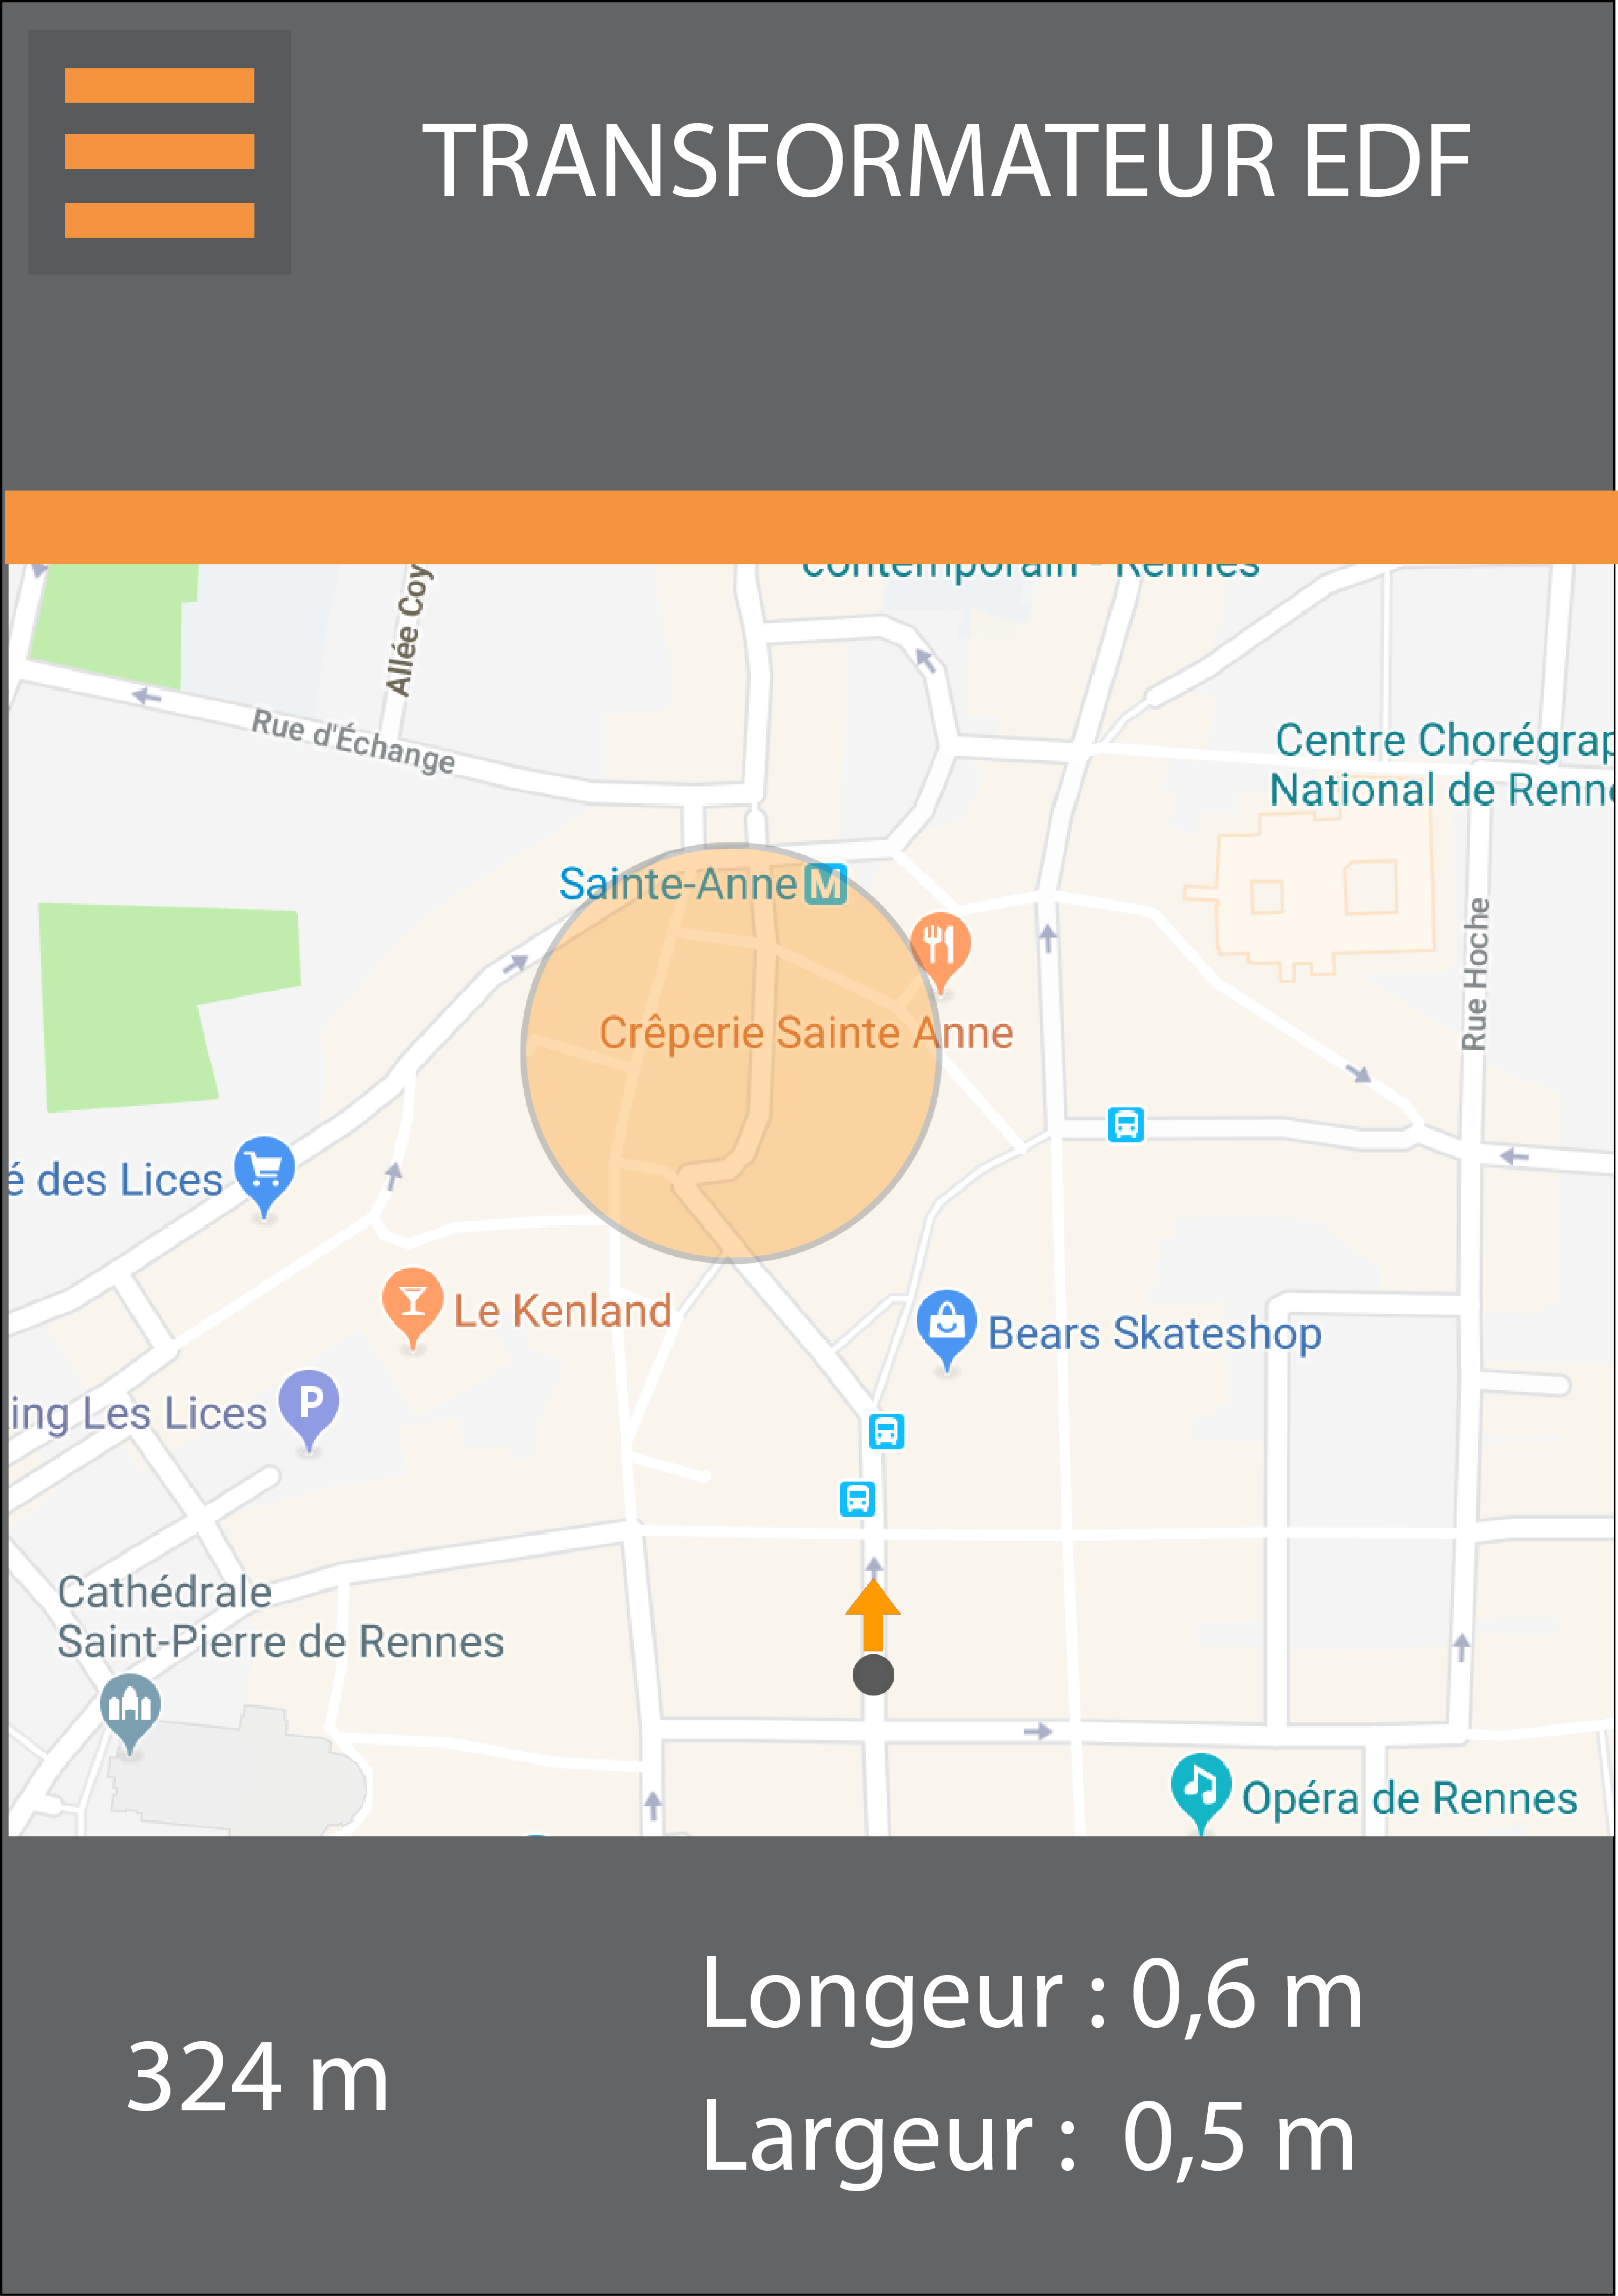 TRANSFORMATEUR EDF
contemporain - Rennes
Allée Coy
Rue d'Échange
Centre Chorégrap
National de Renn
Sainte-Anne M
Rue Hoche
Crêperie Sainte Anne
é des Lices
Le Kenland
Bears Skateshop
ing Les Lices P
Cathédrale
Saint-Pierre de Rennes
Opéra de Rennes
324 m
Longeur : 0,6 m
Largeur : 0,5 m